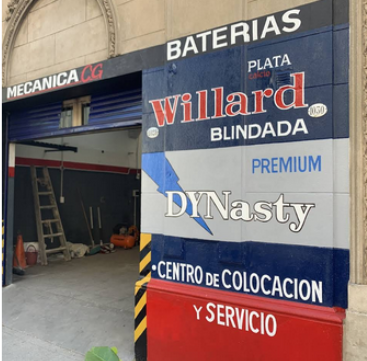 MECANICA CG
BATERIAS
PLATA
Willard
BLINDADA
PREMIUM
DYNasty
•CENTRO DE COLOCACION
Y SERVICIO